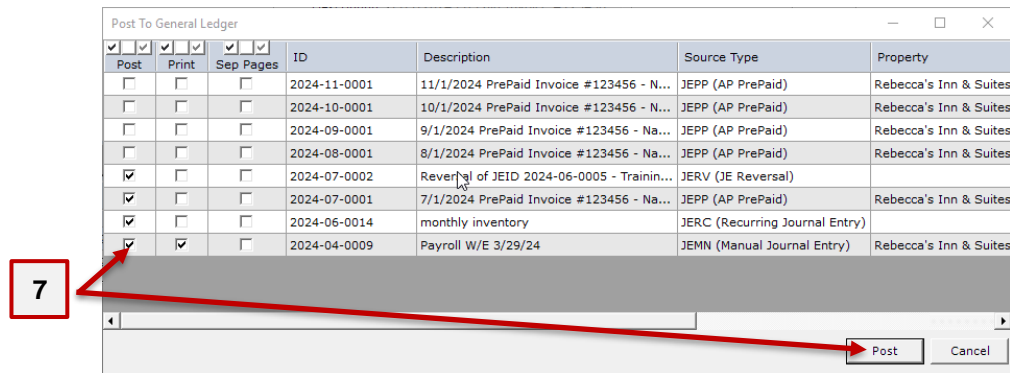 Post To General Ledger
Post Print Sep Pages ID Description Source Type Property
2024-11-0001 11/1/2024 PrePaid Invoice #123456 - N... JEPP (AP PrePaid) Rebecca's Inn & Suites
2024-10-0001 10/1/2024 PrePaid Invoice #123456 - N... JEPP (AP PrePaid) Rebecca's Inn & Suites
2024-09-0001 9/1/2024 PrePaid Invoice #123456 - Na... JEPP (AP PrePaid) Rebecca's Inn & Suites
2024-08-0001 8/1/2024 PrePaid Invoice #123456 - Na... JEPP (AP PrePaid) Rebecca's Inn & Suites
2024-07-0002 Reversal of JEID 2024-06-0005 - Trainin... JERV (JE Reversal)
2024-07-0001 7/1/2024 PrePaid Invoice #123456 - Na... JEPP (AP PrePaid) Rebecca's Inn & Suites
2024-06-0014 monthly inventory JERC (Recurring Journal Entry)
2024-04-0009 Payroll W/E 3/29/24 JEMN (Manual Journal Entry) Rebecca's Inn & Suites
7
Post Cancel